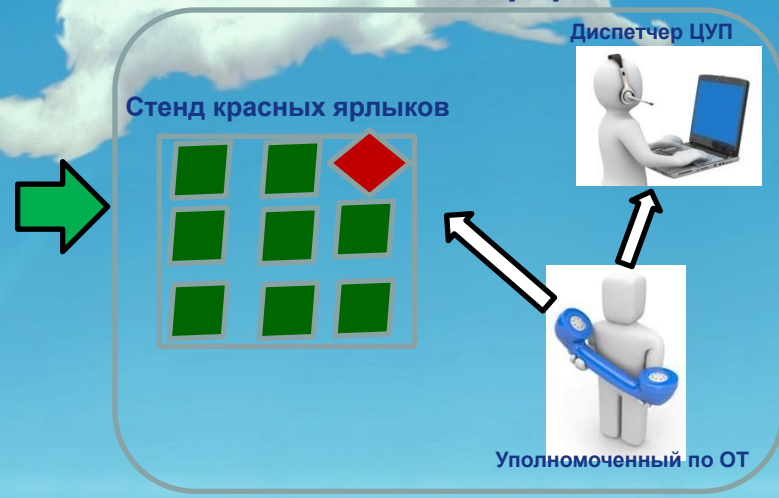 Диспетчер ЦУП
Стенд красных ярлыков
Уполномоченный по ОТ